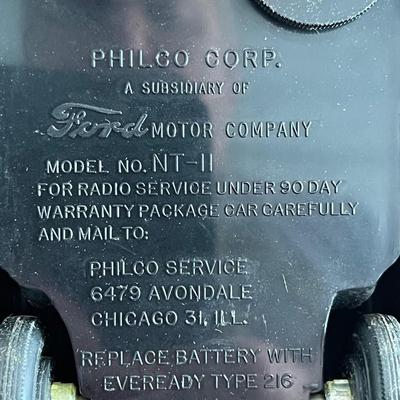 PHILCO CORP.
A SUBSIDIARY OF
Ford MOTOR COMPANY
MODEL NO. NT-11
FOR RADIO SERVICE UNDER 90 DAY
WARRANTY PACKAGE CAR CAREFULLY
AND MAIL TO:
PHILCO SERVICE
6479 AVONDALE
CHICAGO 31, ILL.
REPLACE BATTERY WITH
EVEREADY TYPE 216